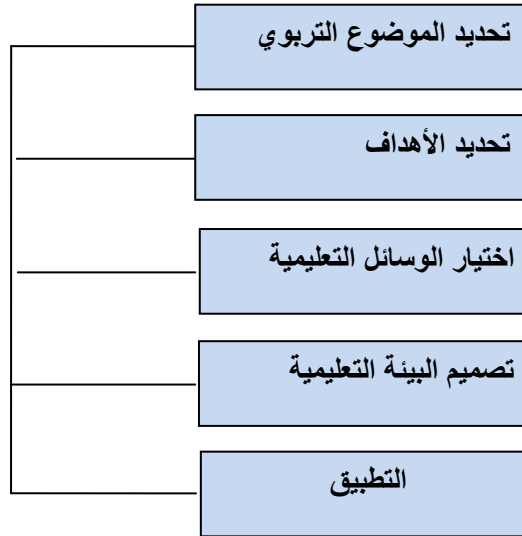 تحديد الموضوع التربوي
تحديد الأهداف
اختيار الوسائل التعليمية
تصميم البيئة التعليمية
التطبيق